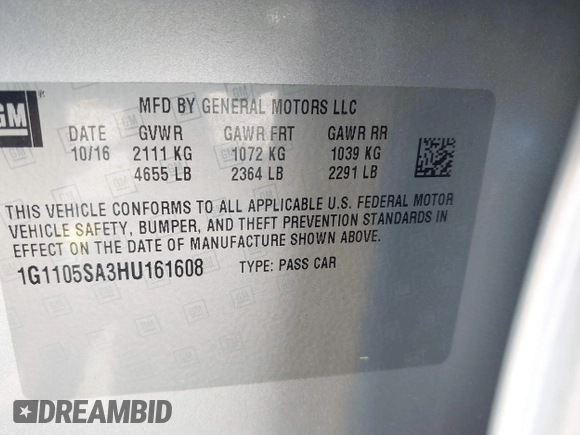 GM ®
MFD BY GENERAL MOTORS LLC
DATE GVWR GAWR FRT GAWR RR
10/16 2111 KG 1072 KG 1039 KG
4655 LB 2364 LB 2291 LB
THIS VEHICLE CONFORMS TO ALL APPLICABLE U.S. FEDERAL MOTOR
VEHICLE SAFETY, BUMPER, AND THEFT PREVENTION STANDARDS IN
EFFECT ON THE DATE OF MANUFACTURE SHOWN ABOVE.
1G1105SA3HU161608 TYPE: PASS CAR
DREAMBID